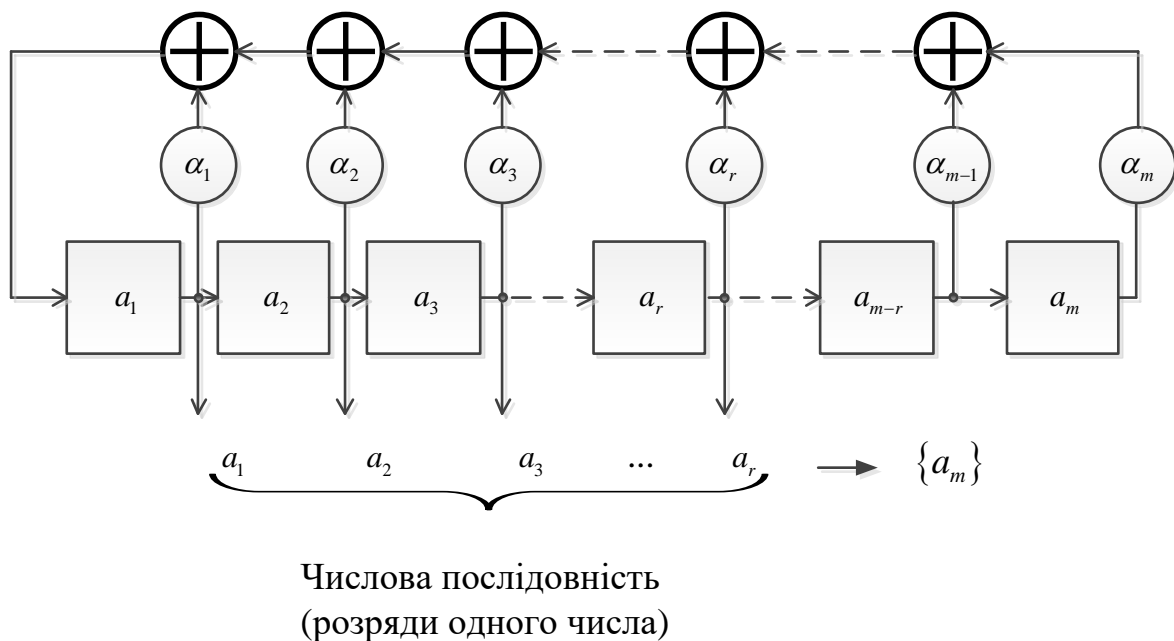 α₁ α₂ α₃ αᵣ αₘ₋₁ αₘ
a₁ a₂ a₃ aᵣ aₘ₋ᵣ aₘ
a₁ a₂ a₃ ... aᵣ {aₘ}
Числова послідовність
(розряди одного числа)